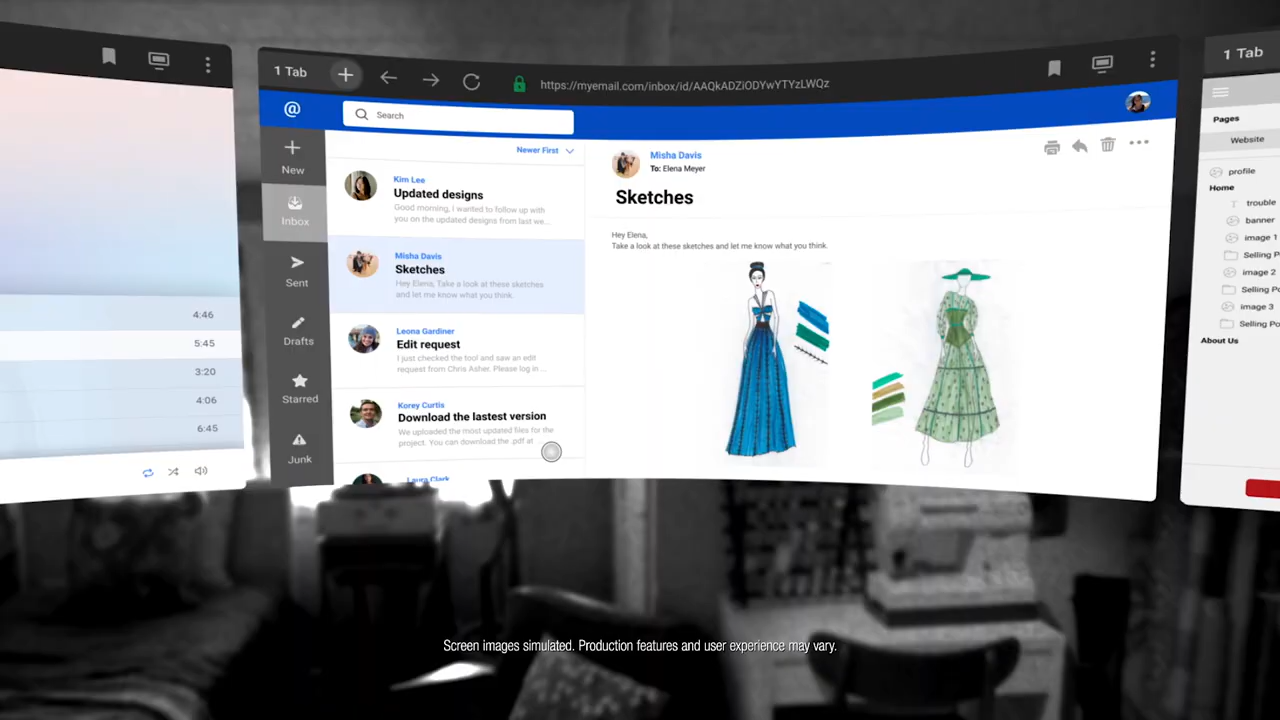 4:46
5:45
3:20
4:06
6:45
1 Tab
https://myemail.com/inbox/id/AAQkADZiODYwYTYzLWQz
@
Search
New
Inbox
Sent
Drafts
Starred
Junk
Newer First
Kim Lee
Updated designs
Good morning, I wanted to follow up with
you on the updated designs from last we...
Misha Davis
Sketches
Hey Elena, Take a look at these sketches
and let me know what you think.
Leona Gardiner
Edit request
I just checked the tool and saw an edit
request from Chris Asher. Please log in ...
Korey Curtis
Download the lastest version
We uploaded the most updated files for the
project. You can download the .pdf at ...
Laura Clark
Misha Davis
To: Elena Meyer
Sketches
Hey Elena,
Take a look at these sketches and let me know what you think.
1 Tab
Pages
Website
profile
Home
trouble
banner
image 1
Selling P
image 2
Selling Po
image 3
Selling Po
About Us
Screen images simulated. Production features and user experience may vary.